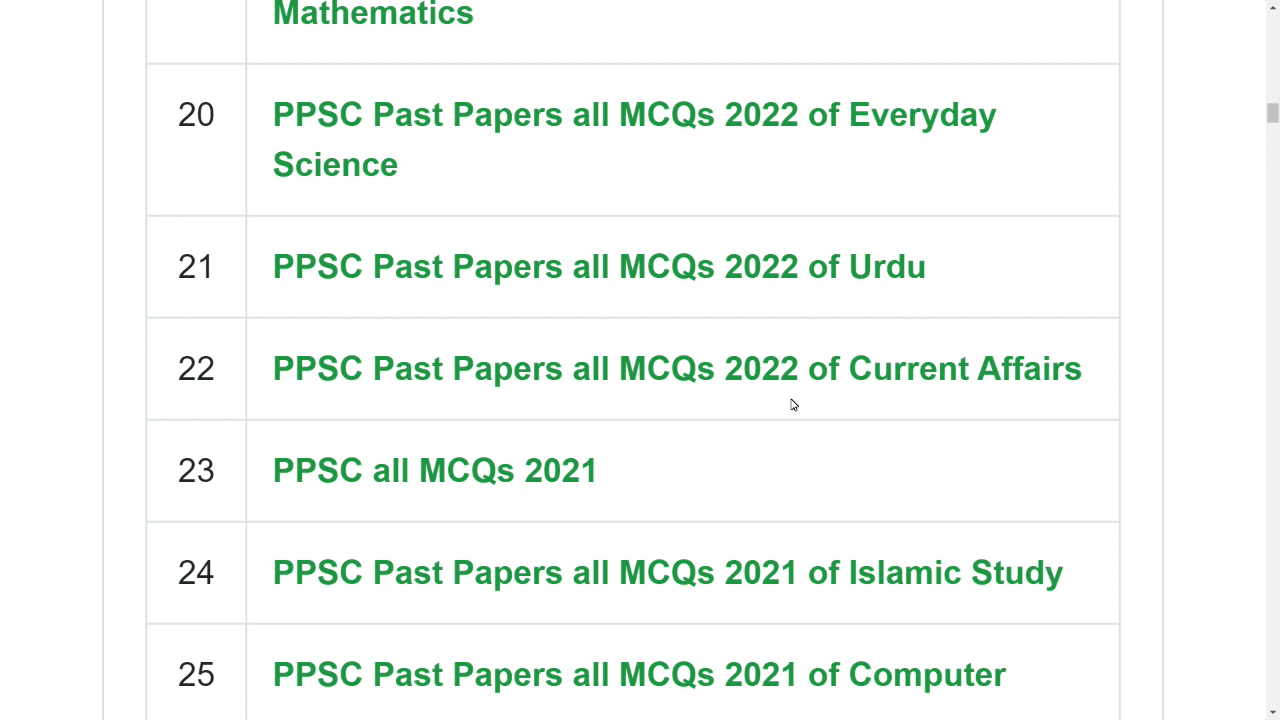 Mathematics
20 PPSC Past Papers all MCQs 2022 of Everyday
Science
21 PPSC Past Papers all MCQs 2022 of Urdu
22 PPSC Past Papers all MCQs 2022 of Current Affairs
23 PPSC all MCQs 2021
24 PPSC Past Papers all MCQs 2021 of Islamic Study
25 PPSC Past Papers all MCQs 2021 of Computer